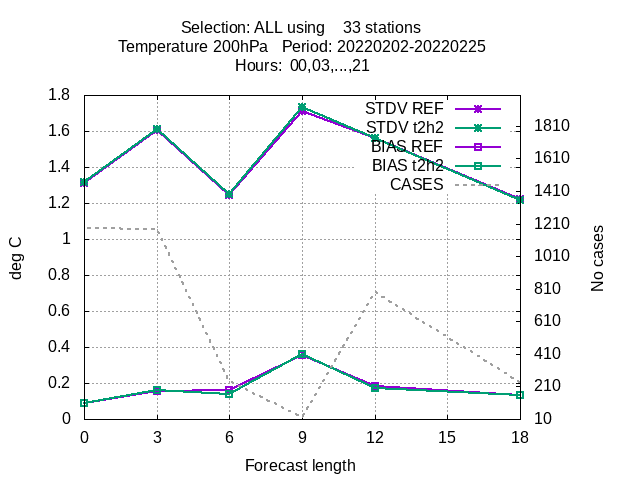 Selection: ALL using    33 stations
Temperature 200hPa   Period: 20220202-20220225
Hours:  00,03,...,21
STDV REF
STDV t2h2
BIAS REF
BIAS t2h2
CASES
deg C
1.8
1.6
1.4
1.2
1
0.8
0.6
0.4
0.2
0
No cases
1810
1610
1410
1210
1010
810
610
410
210
10
0 3 6 9 12 15 18
Forecast length